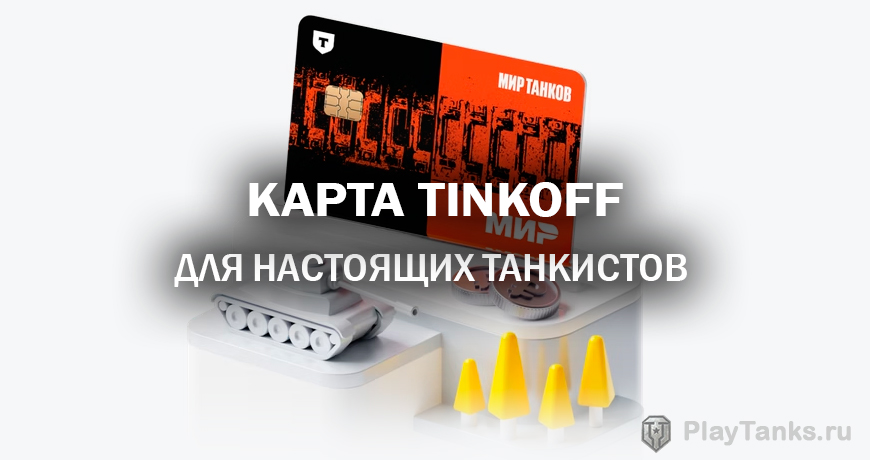 T
МИР ТАНКОВ
КАРТА TINKOFF
МИР
ДЛЯ НАСТОЯЩИХ ТАНКИСТОВ
PlayTanks.ru